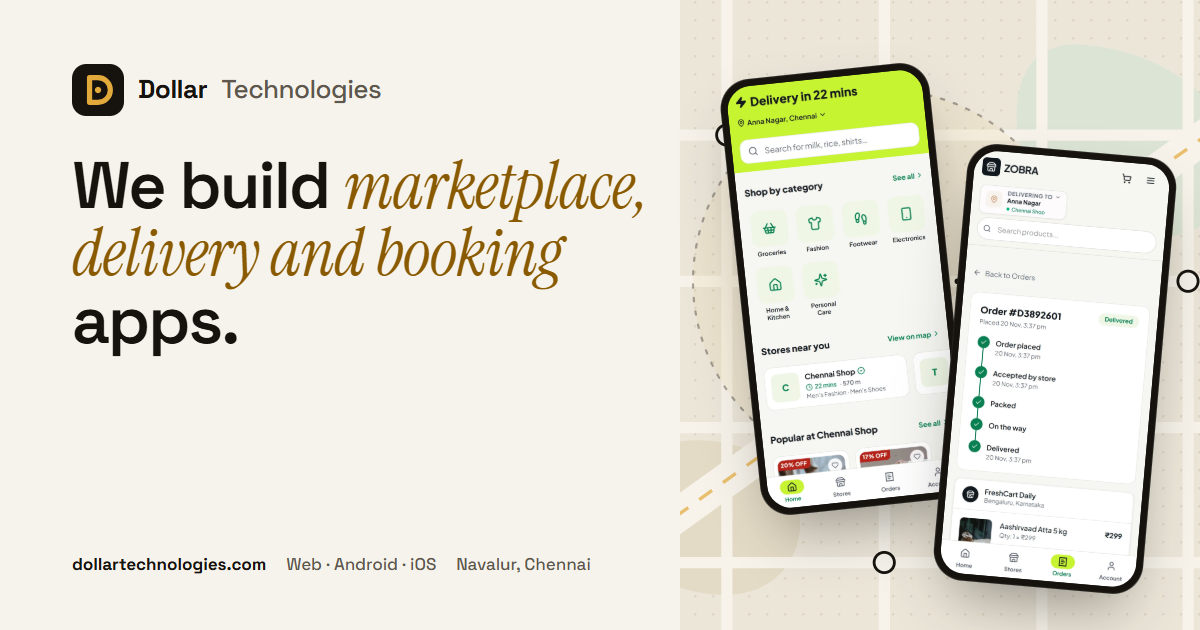 Dollar Technologies
We build marketplace,
delivery and booking
apps.
dollartechnologies.com Web · Android · iOS Navalur, Chennai
Delivery in 22 mins
Anna Nagar, Chennai
Search for milk, rice, shirts...
Shop by category See all
Groceries Fashion Footwear Electronics
Home & Kitchen Personal Care
Stores near you View on map
C Chennai Shop
22 mins · 570 m
Men's Fashion · Men's Shoes
T
Popular at Chennai Shop See all
20% OFF 17% OFF
Home Stores Orders
ZOBRA
DELIVERING TO
Anna Nagar
Chennai Shop
Search products...
Back to Orders
Order #D3892601 Delivered
Placed 20 Nov, 3:37 pm
Order placed
20 Nov, 3:37 pm
Accepted by store
20 Nov, 3:37 pm
Packed
On the way
Delivered
20 Nov, 3:37 pm
FreshCart Daily
Bengaluru, Karnataka
Aashirvaad Atta 5 kg ₹299
Qty: 1 × ₹299
Home Stores Orders Account